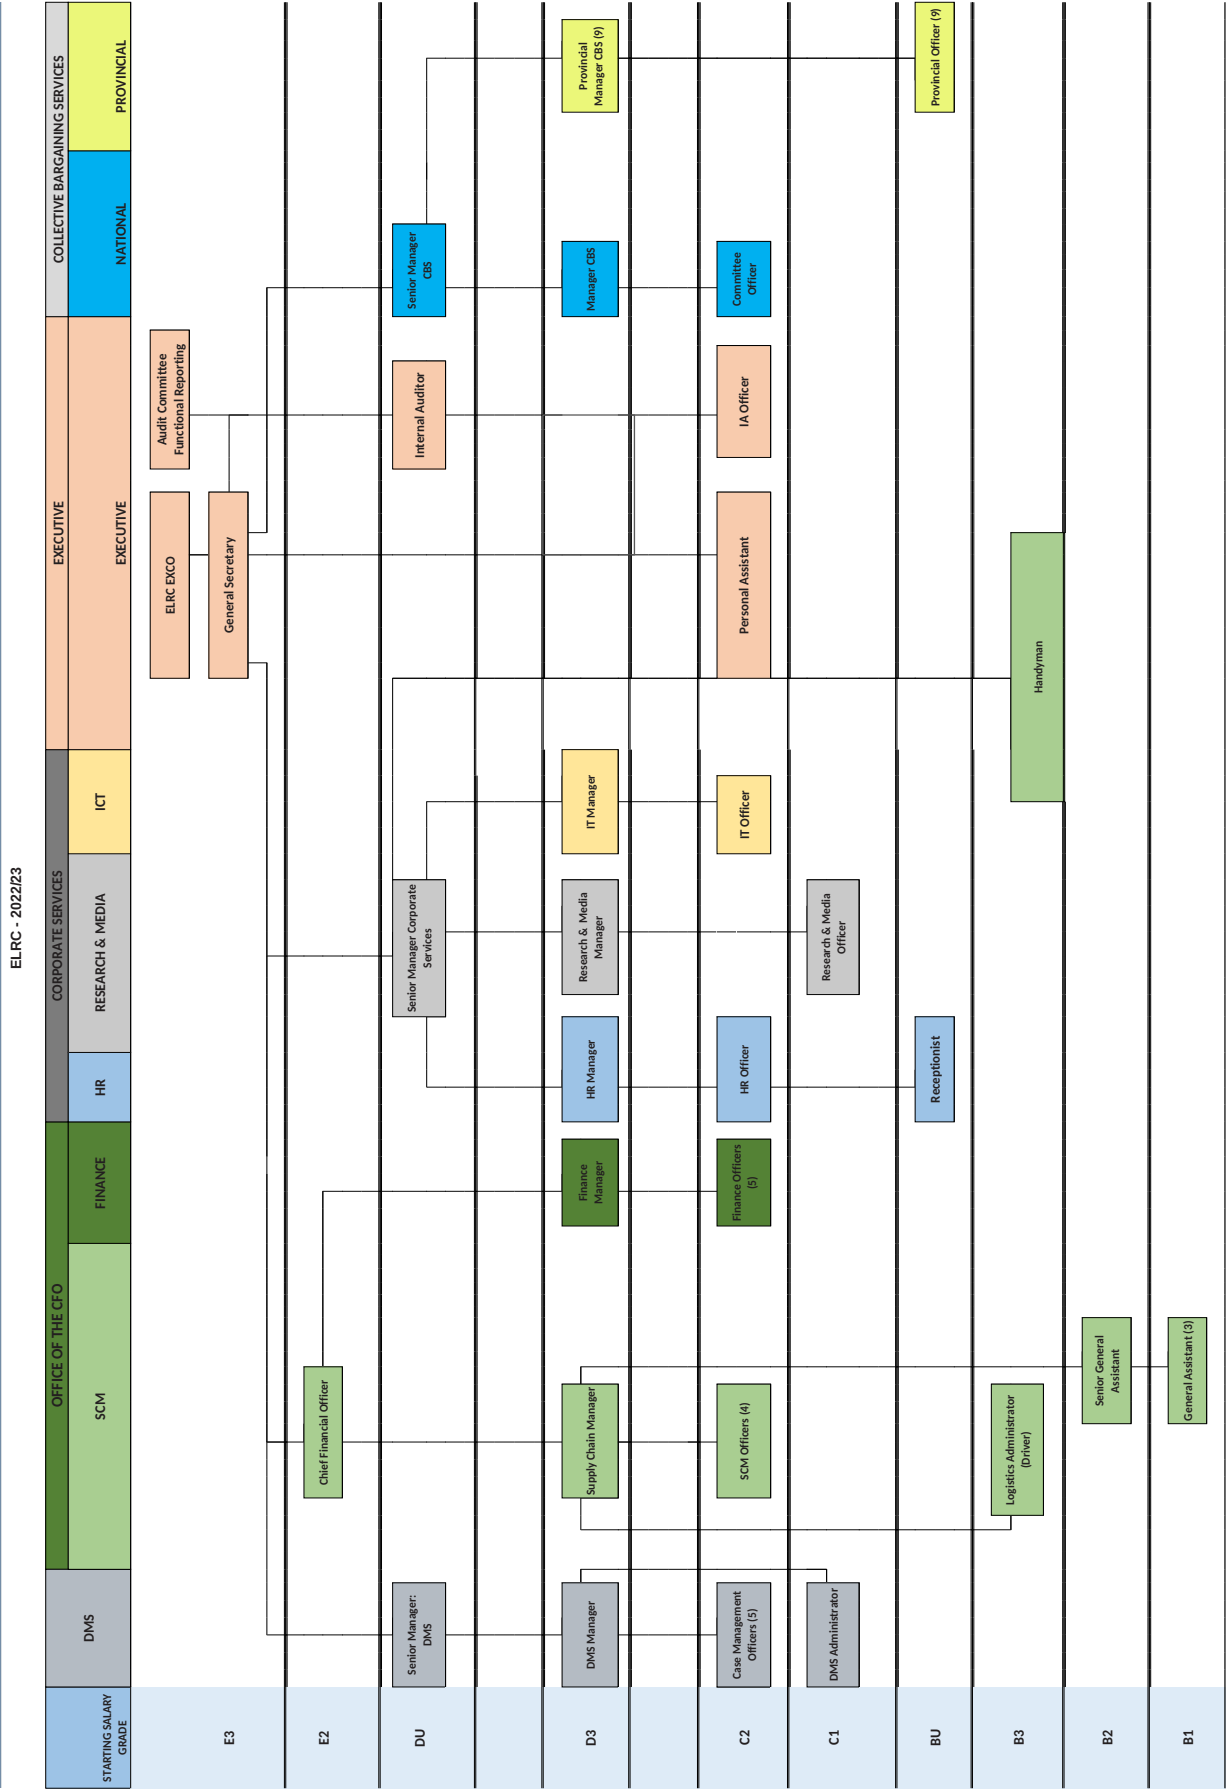 ELRC - 2022/23
STARTING SALARY
GRADE
DMS
OFFICE OF THE CFO
CORPORATE SERVICES
EXECUTIVE
COLLECTIVE BARGAINING SERVICES
SCM
FINANCE
HR
RESEARCH & MEDIA
ICT
EXECUTIVE
NATIONAL
PROVINCIAL
ELRC EXCO
Audit Committee
Functional Reporting
E3
General Secretary
E2
Chief Financial Officer
DU
Senior Manager:
DMS
Senior Manager Corporate
Services
Internal Auditor
Senior Manager
CBS
D3
DMS Manager
Supply Chain Manager
Finance
Manager
HR Manager
Research & Media
Manager
IT Manager
Manager CBS
Provincial
Manager CBS (9)
C2
Case Management
Officers (5)
SCM Officers (4)
Finance Officers
(5)
HR Officer
IT Officer
Personal Assistant
IA Officer
Committee
Officer
C1
DMS Administrator
Research & Media
Officer
BU
Receptionist
Provincial Officer (9)
B3
Logistics Administrator
(Driver)
Handyman
B2
Senior General
Assistant
B1
General Assistant (3)